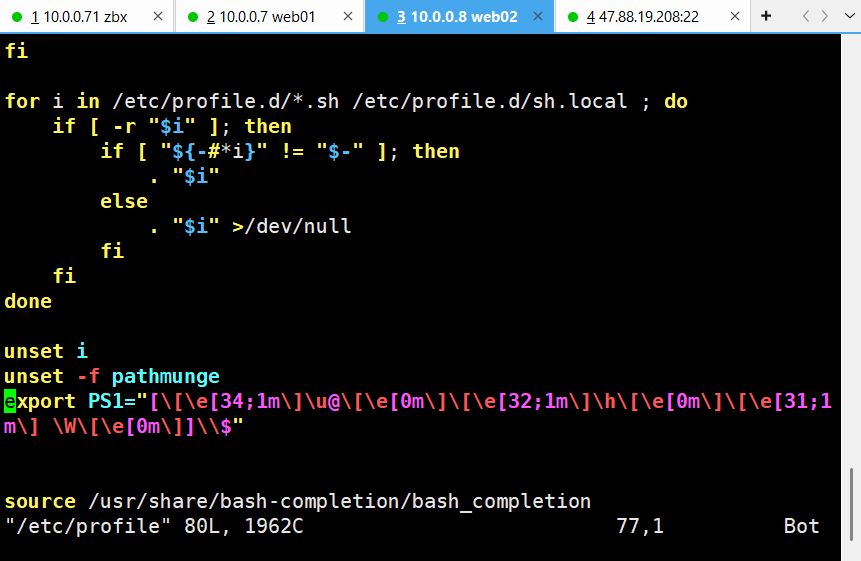 1 10.0.0.71 zbx × 2 10.0.0.7 web01 × 3 10.0.0.8 web02 × 4 47.88.19.208:22 × +
fi
for i in /etc/profile.d/*.sh /etc/profile.d/sh.local ; do
    if [ -r "$i" ]; then
        if [ "${-#*i}" != "$-" ]; then
            . "$i"
        else
            . "$i" >/dev/null
        fi
    fi
done
unset i
unset -f pathmunge
export PS1="[\[\e[34;1m\]\u@\[\e[0m\]\[\e[32;1m\]\h\[\e[0m\]\[\e[31;1
m\] \W\[\e[0m\]]\\$"
source /usr/share/bash-completion/bash_completion
"/etc/profile" 80L, 1962C 77,1 Bot